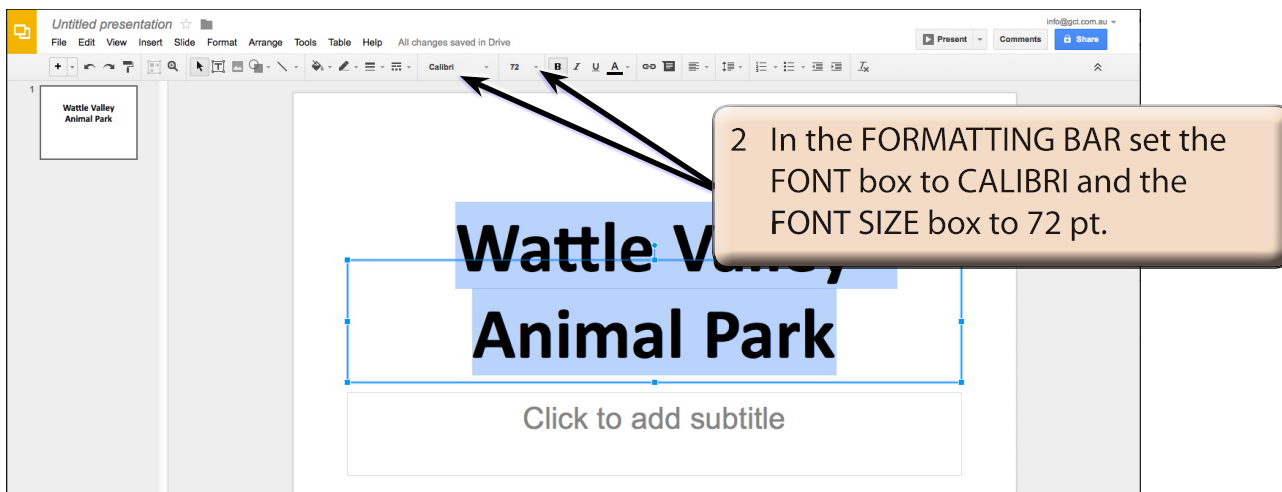 Untitled presentation
info@gct.com.au
File Edit View Insert Slide Format Arrange Tools Table Help All changes saved in Drive
Present Comments Share
Calibri 72 B I U A
1
Wattle Valley
Animal Park
2 In the FORMATTING BAR set the
FONT box to CALIBRI and the
FONT SIZE box to 72 pt.
Wattle Valley
Animal Park
Click to add subtitle